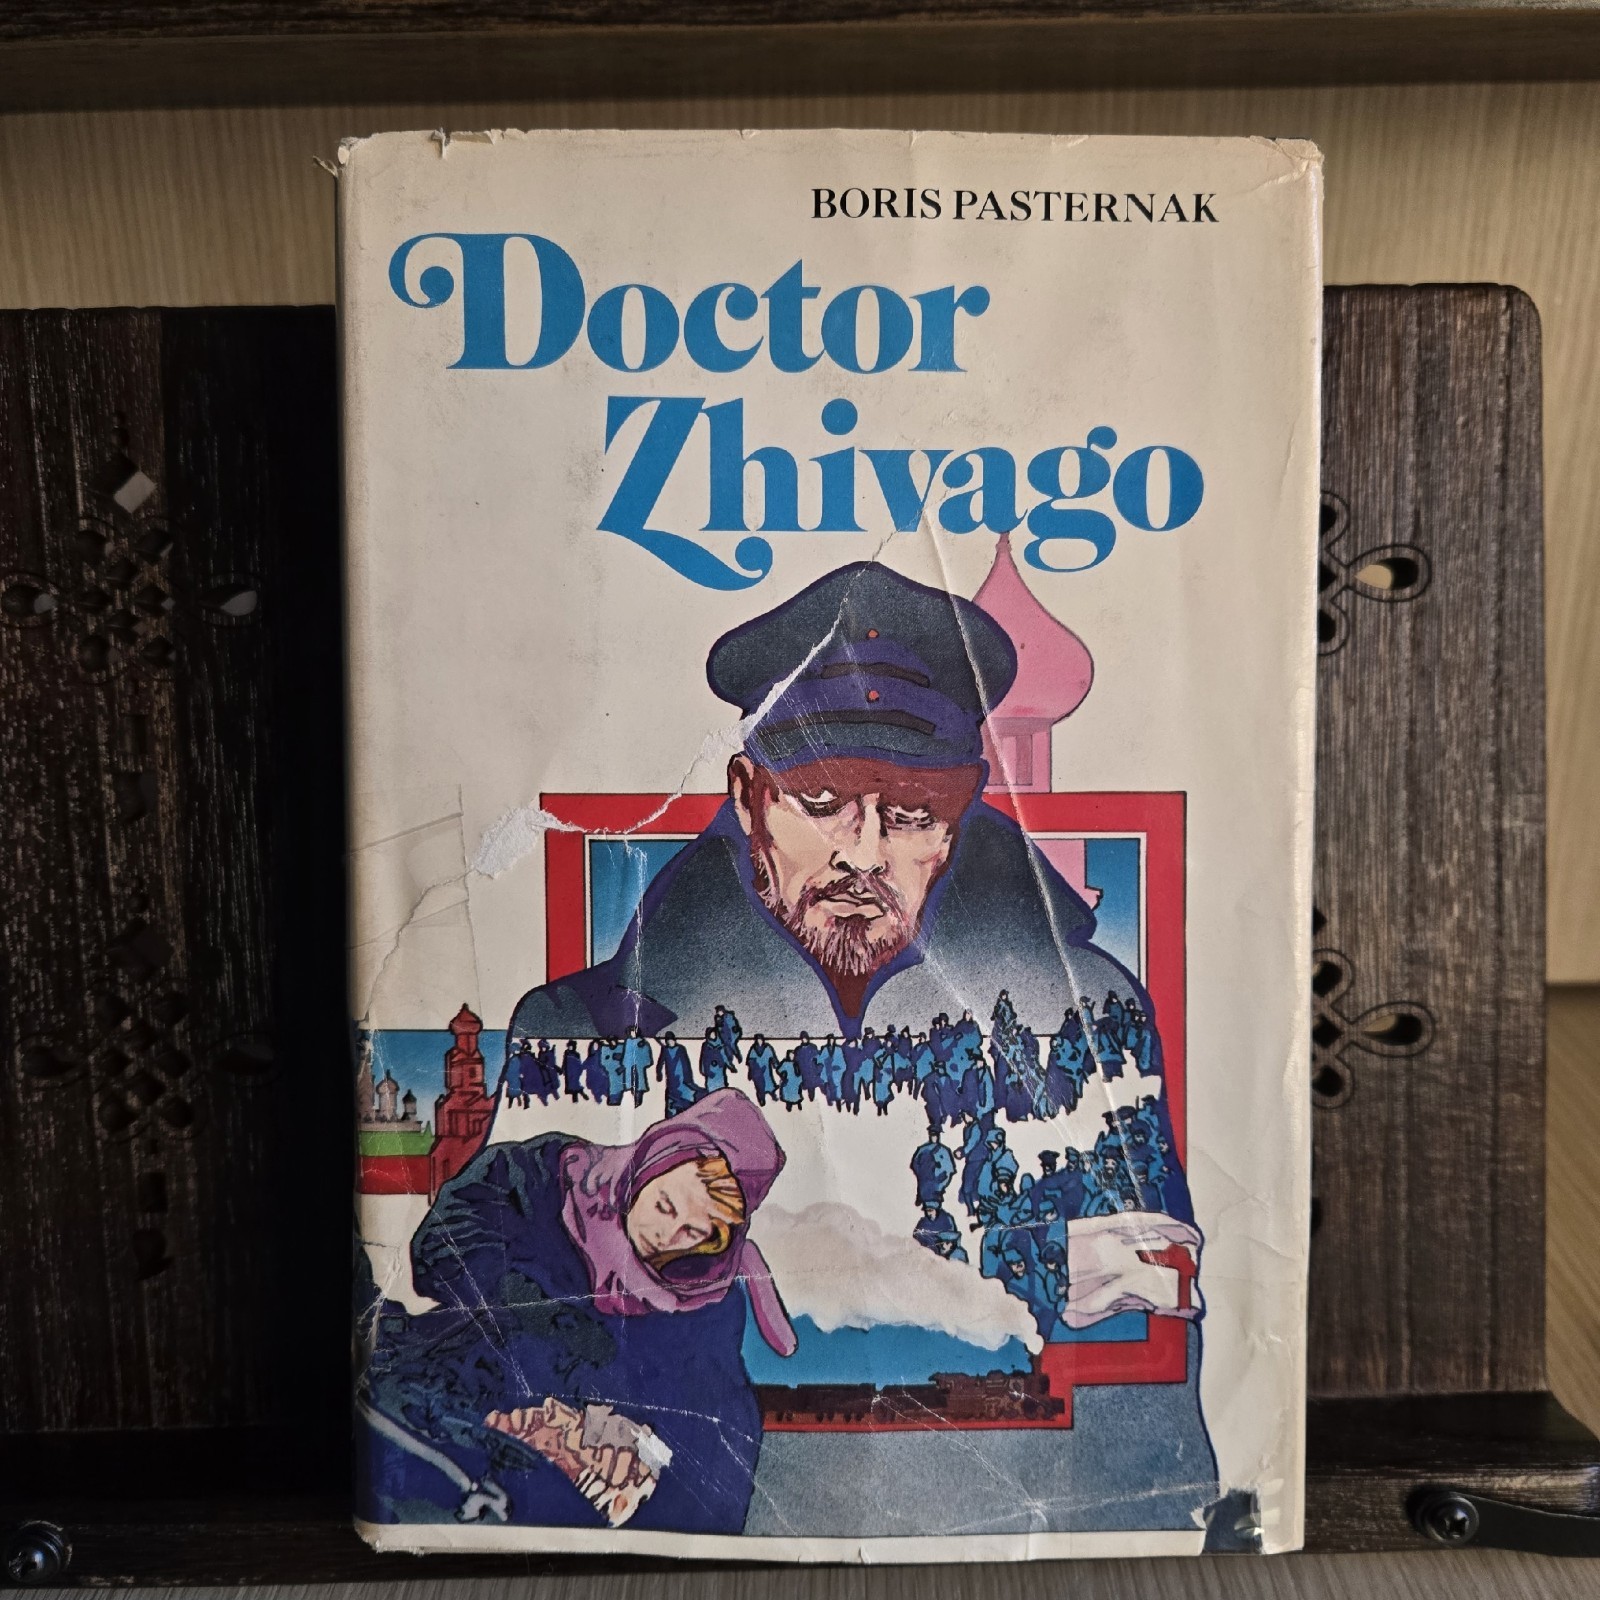 BORIS PASTERNAK
Doctor
Zhivago